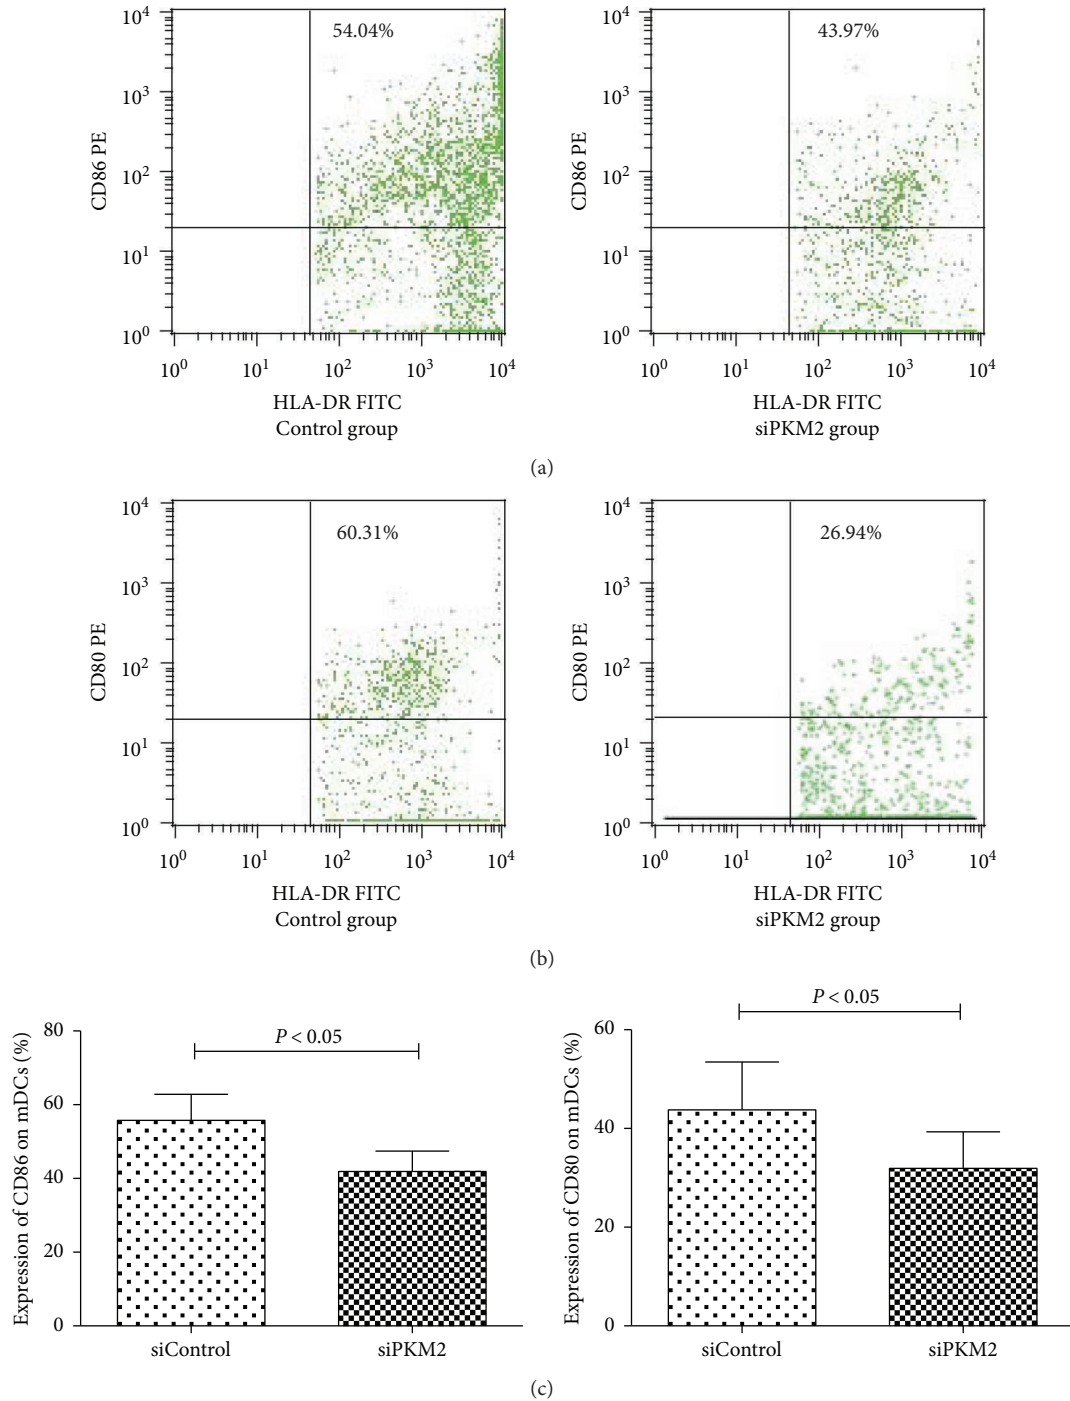 54.04%
43.97%
CD86 PE
10⁴
10³
10²
10¹
10⁰
10⁰ 10¹ 10² 10³ 10⁴
HLA-DR FITC
Control group
CD86 PE
10⁴
10³
10²
10¹
10⁰
10⁰ 10¹ 10² 10³ 10⁴
HLA-DR FITC
siPKM2 group
(a)
60.31%
26.94%
CD80 PE
10⁴
10³
10²
10¹
10⁰
10⁰ 10¹ 10² 10³ 10⁴
HLA-DR FITC
Control group
CD80 PE
10⁴
10³
10²
10¹
10⁰
10⁰ 10¹ 10² 10³ 10⁴
HLA-DR FITC
siPKM2 group
(b)
Expression of CD86 on mDCs (%)
80
60
40
20
0
P < 0.05
siControl siPKM2
Expression of CD80 on mDCs (%)
60
40
20
0
P < 0.05
siControl siPKM2
(c)